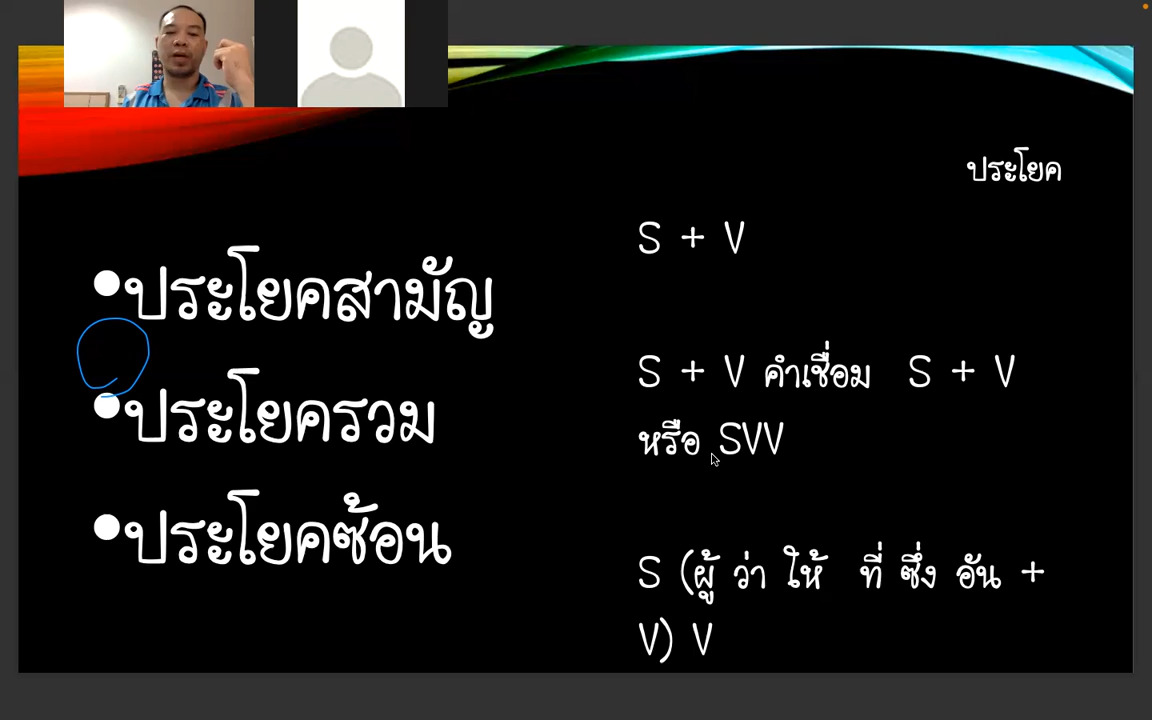 ประโยค
•ประโยคสามัญ
•ประโยครวม
•ประโยคซ้อน
S + V
S + V คำเชื่อม S + V
หรือ SVV
S (ผู้ ว่า ให้ ที่ ซึ่ง อัน +
V) V